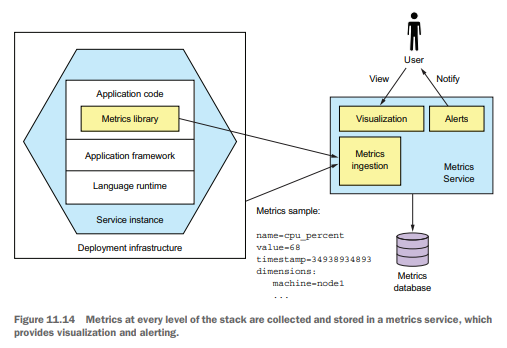 User
View
Notify
Application code
Metrics library
Application framework
Language runtime
Service instance
Deployment infrastructure
Visualization
Alerts
Metrics
ingestion
Metrics
Service
Metrics sample:
name=cpu_percent
value=68
timestamp=34938934893
dimensions:
machine=node1
...
Metrics
database
Figure 11.14 Metrics at every level of the stack are collected and stored in a metrics service, which
provides visualization and alerting.